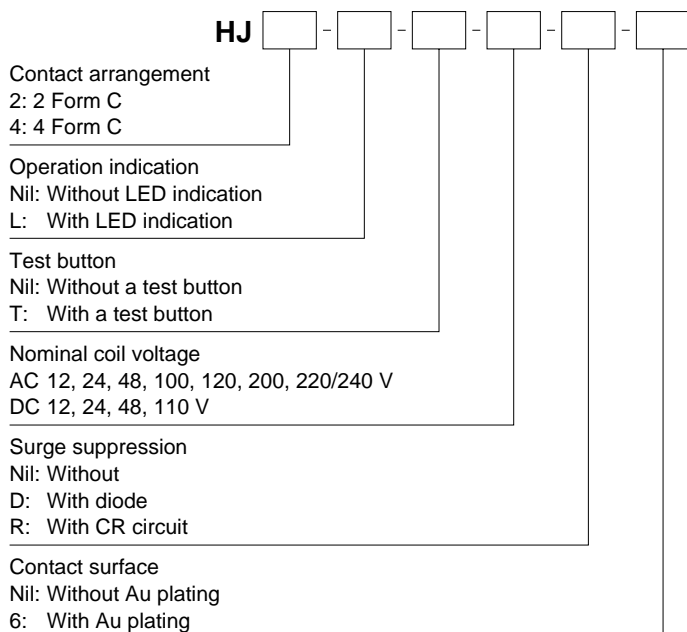 HJ - - - - -
Contact arrangement
2: 2 Form C
4: 4 Form C
Operation indication
Nil: Without LED indication
L: With LED indication
Test button
Nil: Without a test button
T: With a test button
Nominal coil voltage
AC 12, 24, 48, 100, 120, 200, 220/240 V
DC 12, 24, 48, 110 V
Surge suppression
Nil: Without
D: With diode
R: With CR circuit
Contact surface
Nil: Without Au plating
6: With Au plating